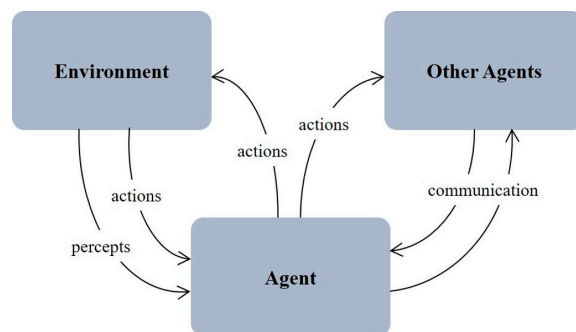 Environment
Other Agents
actions
actions
actions
communication
percepts
Agent